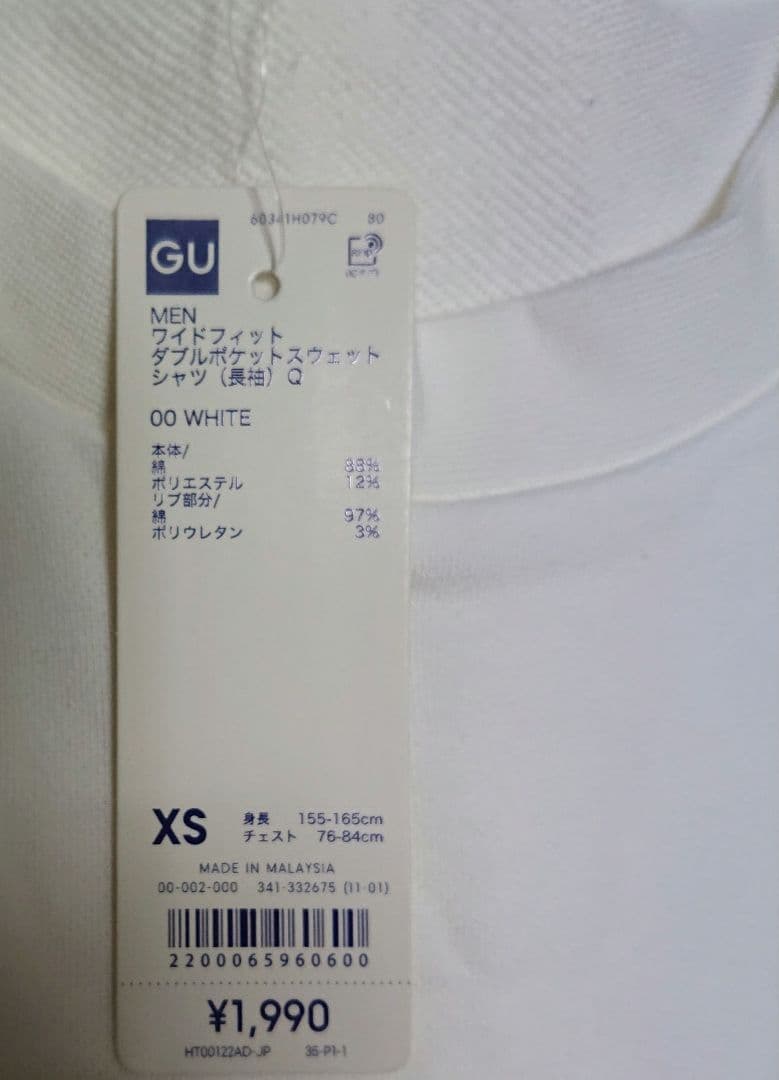 60341H079C 80
GU
RFID
MEN
ワイドフィット
ダブルポケットスウェット
シャツ（長袖）Q
00 WHITE
本体/
綿 88%
ポリエステル 12%
リブ部分/
綿 97%
ポリウレタン 3%
XS 身長 155-165cm
チェスト 76-84cm
MADE IN MALAYSIA
00-002-000 341-332675 (11-01)
2200065960600
¥1,990
HT00122AD-JP 35-P1-1